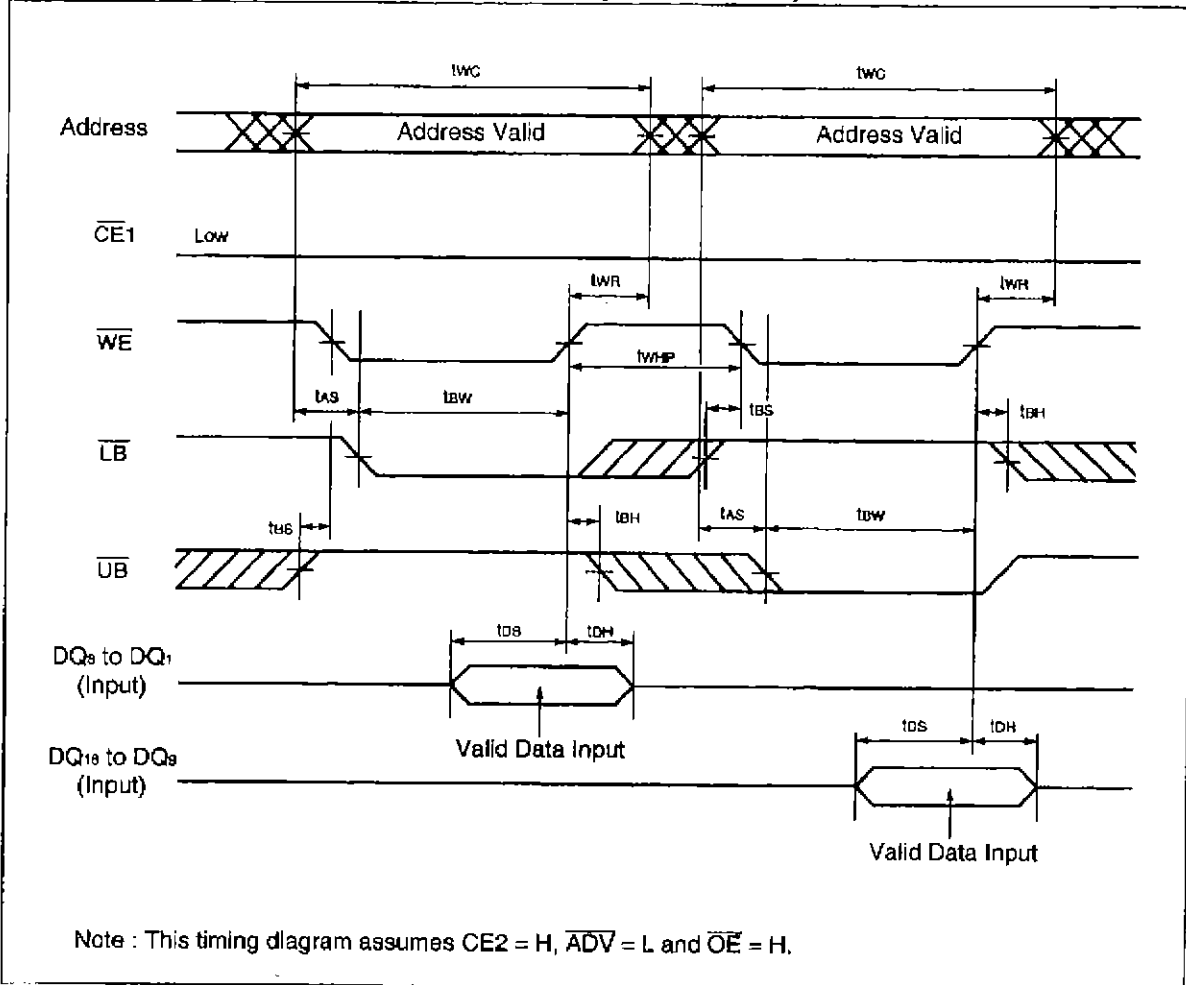 tWC tWC
Address Address Valid Address Valid
CE1 Low
tWR tWR
WE
tWHP
tAS tBW tBS tBH
LB
tBS tBH tAS tBW
UB
tDS tDH
DQ8 to DQ1
(Input)
Valid Data Input
tDS tDH
DQ16 to DQ9
(Input)
Valid Data Input
Note : This timing diagram assumes CE2 = H, ADV = L and OE = H.